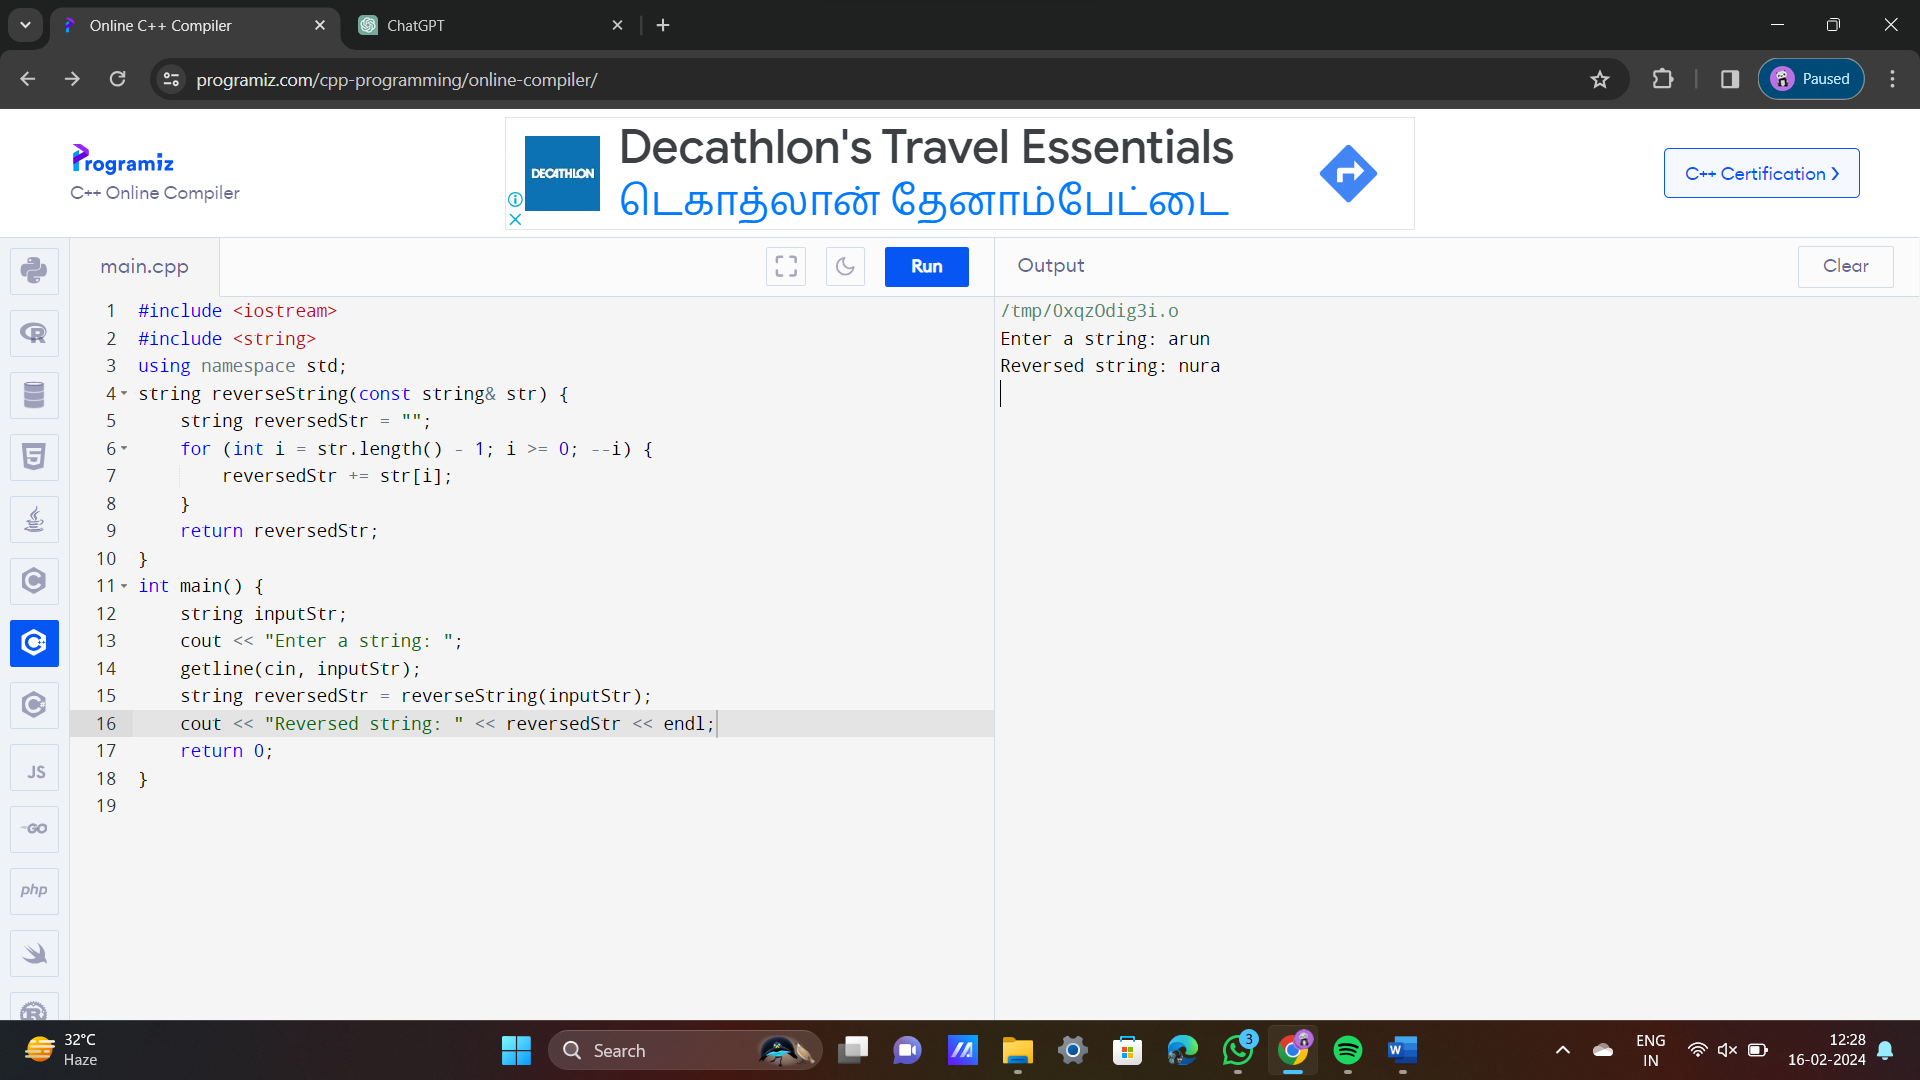 Online C++ Compiler
ChatGPT
programiz.com/cpp-programming/online-compiler/
Paused
Programiz
C++ Online Compiler
DECATHLON
Decathlon's Travel Essentials
டெகாத்லான் தேனாம்பேட்டை
C++ Certification ›
main.cpp
Run
Output
Clear
1 #include <iostream>
2 #include <string>
3 using namespace std;
4 string reverseString(const string& str) {
5     string reversedStr = "";
6     for (int i = str.length() - 1; i >= 0; --i) {
7         reversedStr += str[i];
8     }
9     return reversedStr;
10 }
11 int main() {
12     string inputStr;
13     cout << "Enter a string: ";
14     getline(cin, inputStr);
15     string reversedStr = reverseString(inputStr);
16     cout << "Reversed string: " << reversedStr << endl;
17     return 0;
18 }
19
/tmp/0xqzOdig3i.o
Enter a string: arun
Reversed string: nura
JS
GO
php
32°C
Haze
Search
3
ENG
IN
12:28
16-02-2024